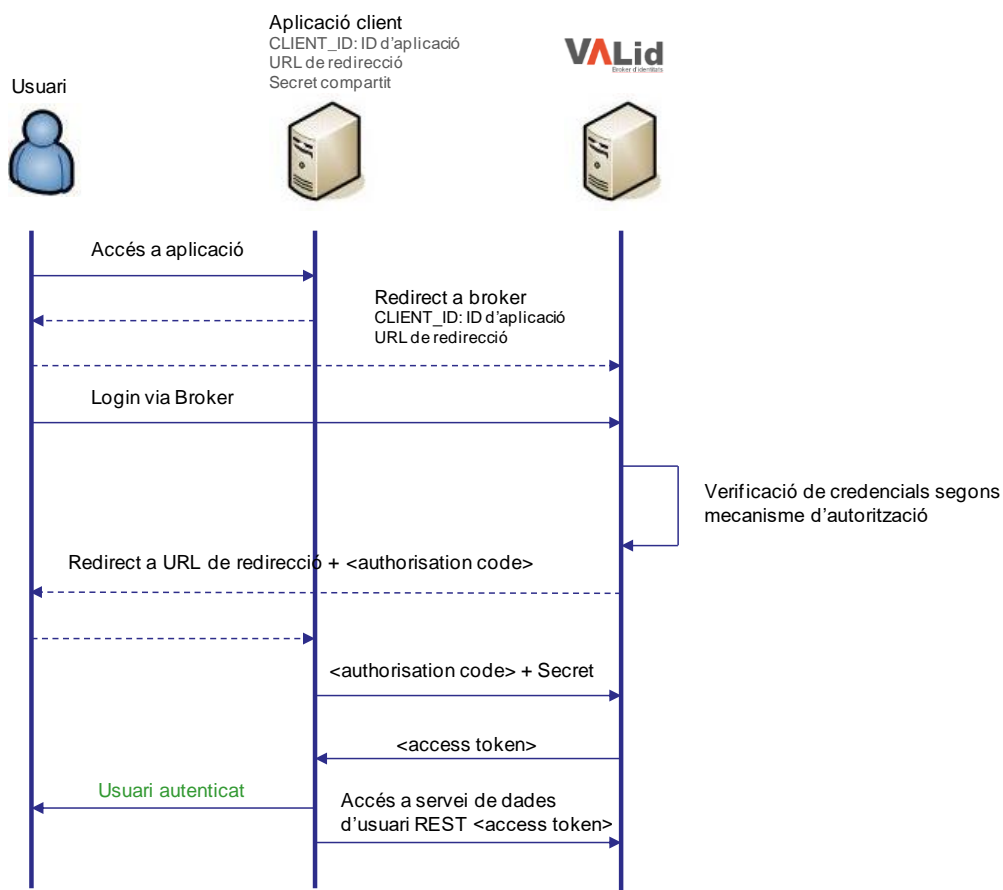 Aplicació client
CLIENT_ID: ID d'aplicació
URL de redirecció
Secret compartit
VALid
Broker d'identitats
Usuari
Accés a aplicació
Redirect a broker
CLIENT_ID: ID d'aplicació
URL de redirecció
Login via Broker
Verificació de credencials segons
mecanisme d'autorització
Redirect a URL de redirecció + <authorisation code>
<authorisation code> + Secret
<access token>
Usuari autenticat
Accés a servei de dades
d'usuari REST <access token>